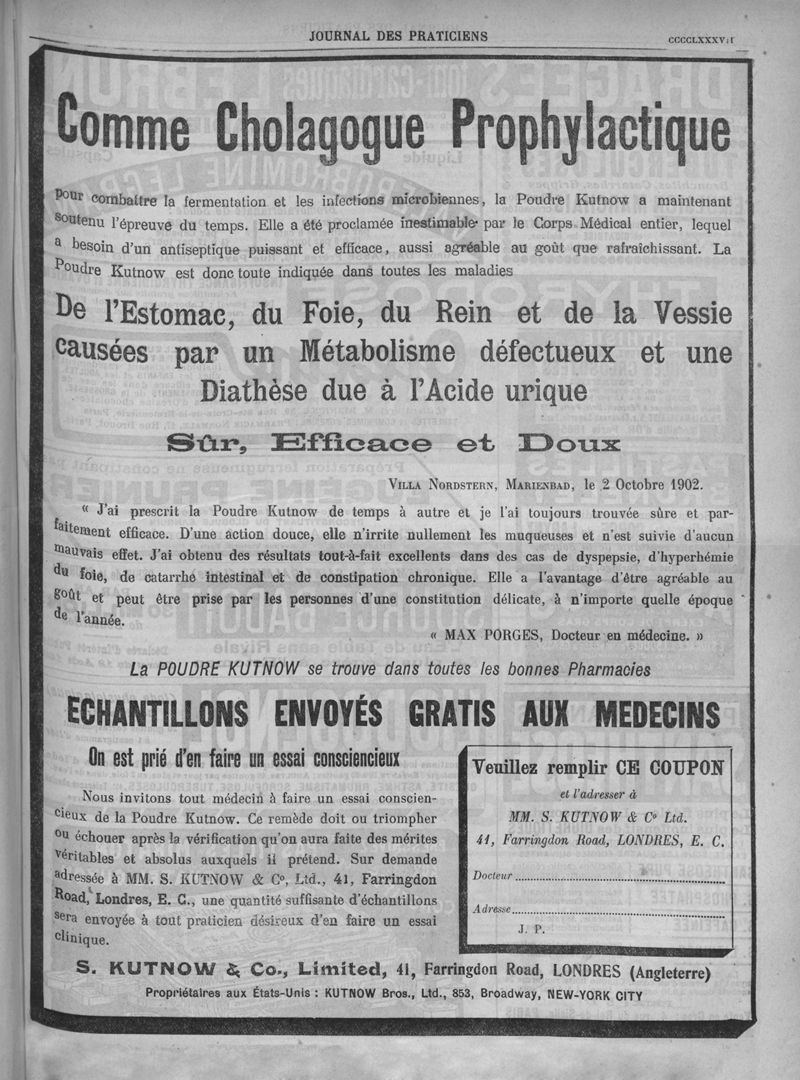 JOURNAL DES PRATICIENS
Comme Cholagogue Prophylactique
pour combattre la fermentation et les infections microbiennes, la Poudre Kutnow a maintenant
soutenu l'épreuve du temps. Elle a été proclamée inestimable par le Corps Médical entier, lequel
a besoin d'un antiseptique puissant et efficace, aussi agréable au goût que rafraîchissant. La
Poudre Kutnow est donc toute indiquée dans toutes les maladies
De l'Estomac, du Foie, du Rein et de la Vessie
causées par un Métabolisme défectueux et une
Diathèse due à l'Acide urique
Sûr, Efficace et Doux
VILLA NORDSTERN, MARIENBAD, le 2 Octobre 1902.
« J'ai prescrit la Poudre Kutnow de temps à autre et je l'ai toujours trouvée sûre et par-
faitement efficace. D'une action douce, elle n'irrite nullement les muqueuses et n'est suivie d'aucun
mauvais effet. J'ai obtenu des résultats tout-à-fait excellents dans des cas de dyspepsie, d'hyperhémie
du foie, de catarrhe intestinal et de constipation chronique. Elle a l'avantage d'être agréable au
goût et peut être prise par les personnes d'une constitution délicate, à n'importe quelle époque
de l'année.
« MAX PORGES, Docteur en médecine. »
La POUDRE KUTNOW se trouve dans toutes les bonnes Pharmacies
ECHANTILLONS ENVOYÉS GRATIS AUX MEDECINS
On est prié d'en faire un essai consciencieux
Nous invitons tout médecin à faire un essai conscien-
cieux de la Poudre Kutnow. Ce remède doit ou triompher
ou échouer après la vérification qu'on aura faite des mérites
véritables et absolus auxquels il prétend. Sur demande
adressée à MM. S. KUTNOW & Co, Ltd., 41, Farringdon
Road, Londres, E. C., une quantité suffisante d'échantillons
sera envoyée à tout praticien désireux d'en faire un essai
clinique.
Veuillez remplir CE COUPON
et l'adresser à
MM. S. KUTNOW & Co Ltd.
41, Farringdon Road, LONDRES, E. C.
Docteur
Adresse
J. P.
S. KUTNOW & Co., Limited, 41, Farringdon Road, LONDRES (Angleterre)
Propriétaires aux États-Unis : KUTNOW Bros., Ltd., 853, Broadway, NEW-YORK CITY